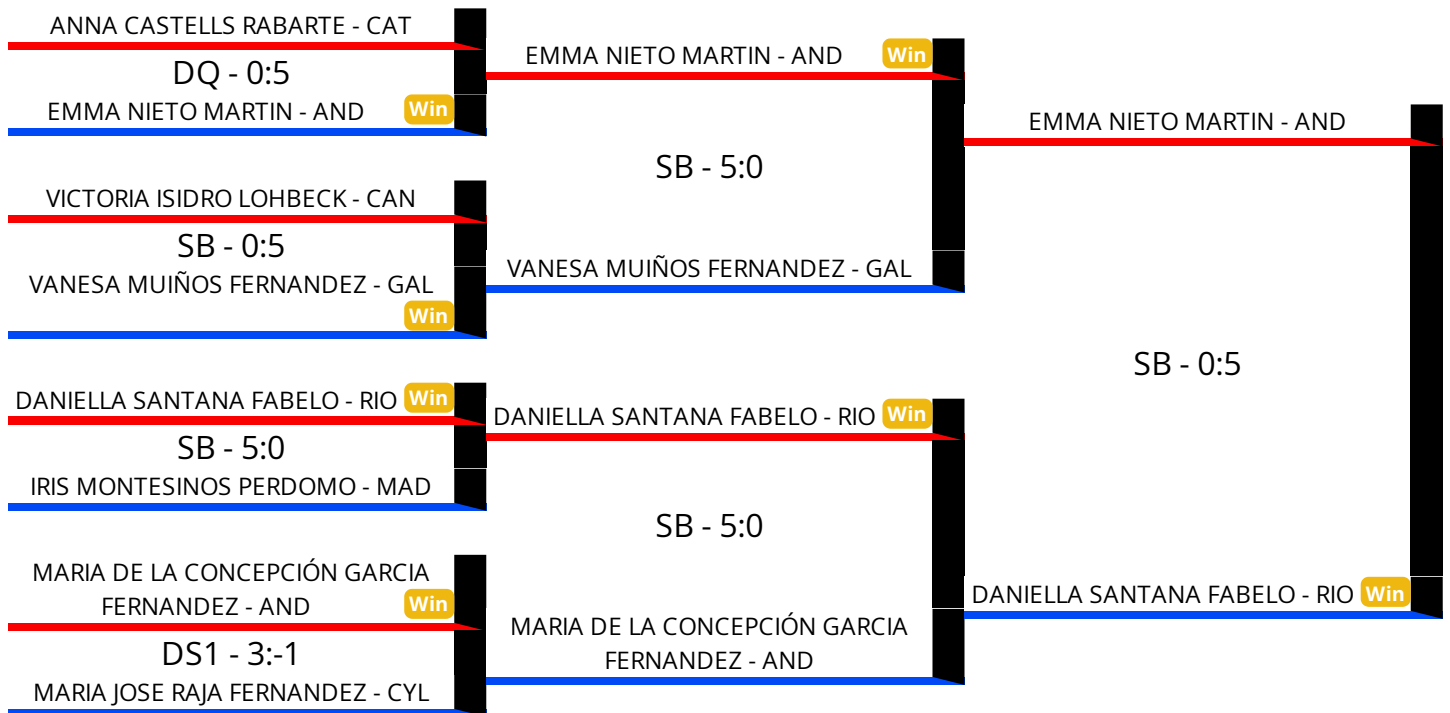 ANNA CASTELLS RABARTE - CAT
DQ - 0:5
EMMA NIETO MARTIN - AND
Win
VICTORIA ISIDRO LOHBECK - CAN
SB - 0:5
VANESA MUIÑOS FERNANDEZ - GAL
Win
DANIELLA SANTANA FABELO - RIO
Win
SB - 5:0
IRIS MONTESINOS PERDOMO - MAD
MARIA DE LA CONCEPCIÓN GARCIA
FERNANDEZ - AND
Win
DS1 - 3:-1
MARIA JOSE RAJA FERNANDEZ - CYL
EMMA NIETO MARTIN - AND
Win
SB - 5:0
VANESA MUIÑOS FERNANDEZ - GAL
DANIELLA SANTANA FABELO - RIO
Win
SB - 5:0
MARIA DE LA CONCEPCIÓN GARCIA
FERNANDEZ - AND
EMMA NIETO MARTIN - AND
SB - 0:5
DANIELLA SANTANA FABELO - RIO
Win